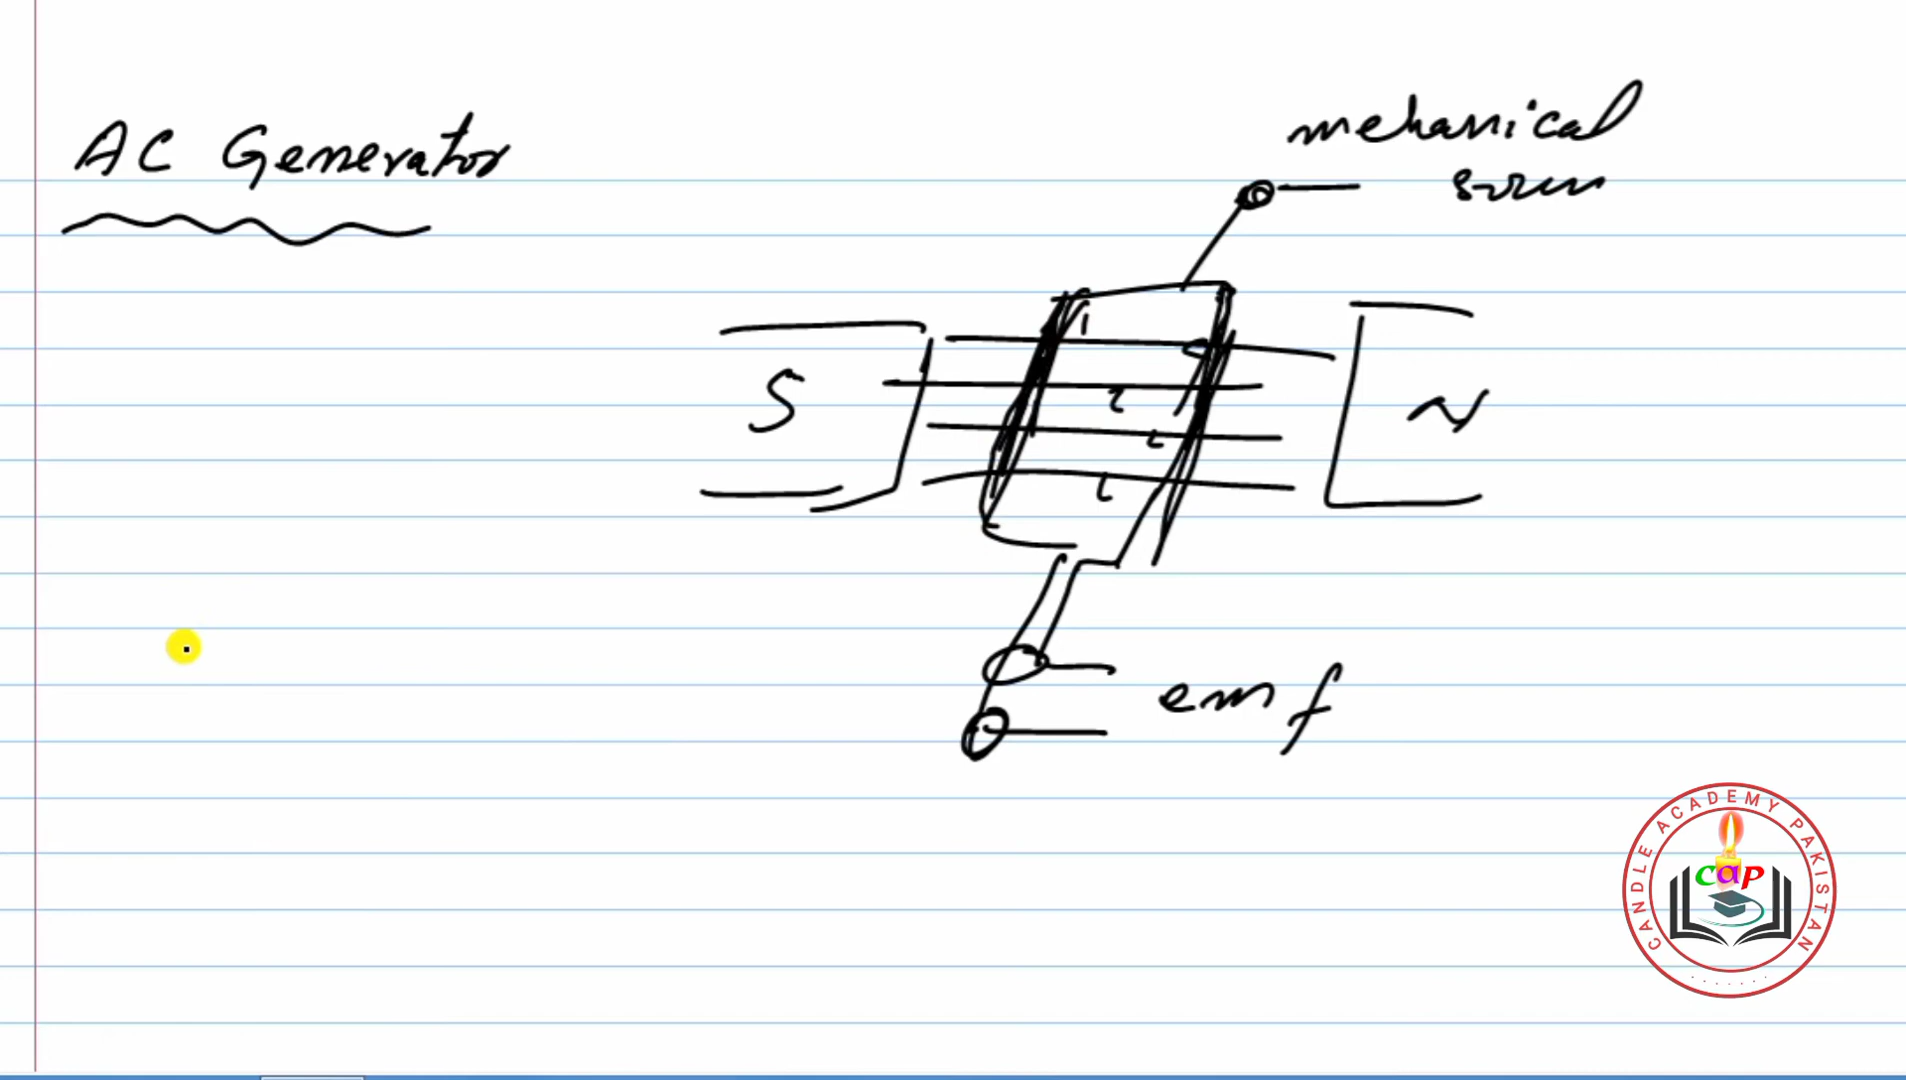 AC Generator
mehanical
S
N
emf
CANDLE ACADEMY PAKISTAN
cap